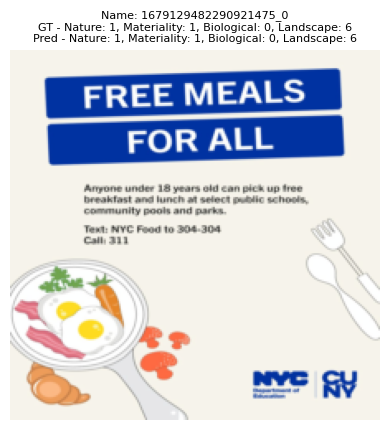 Name: 1679129482290921475_0
GT - Nature: 1, Materiality: 1, Biological: 0, Landscape: 6
Pred - Nature: 1, Materiality: 1, Biological: 0, Landscape: 6
FREE MEALS
FOR ALL
Anyone under 18 years old can pick up free
breakfast and lunch at select public schools,
community pools and parks.
Text: NYC Food to 304-304
Call: 311
NYC
Department of
Education
CU
NY